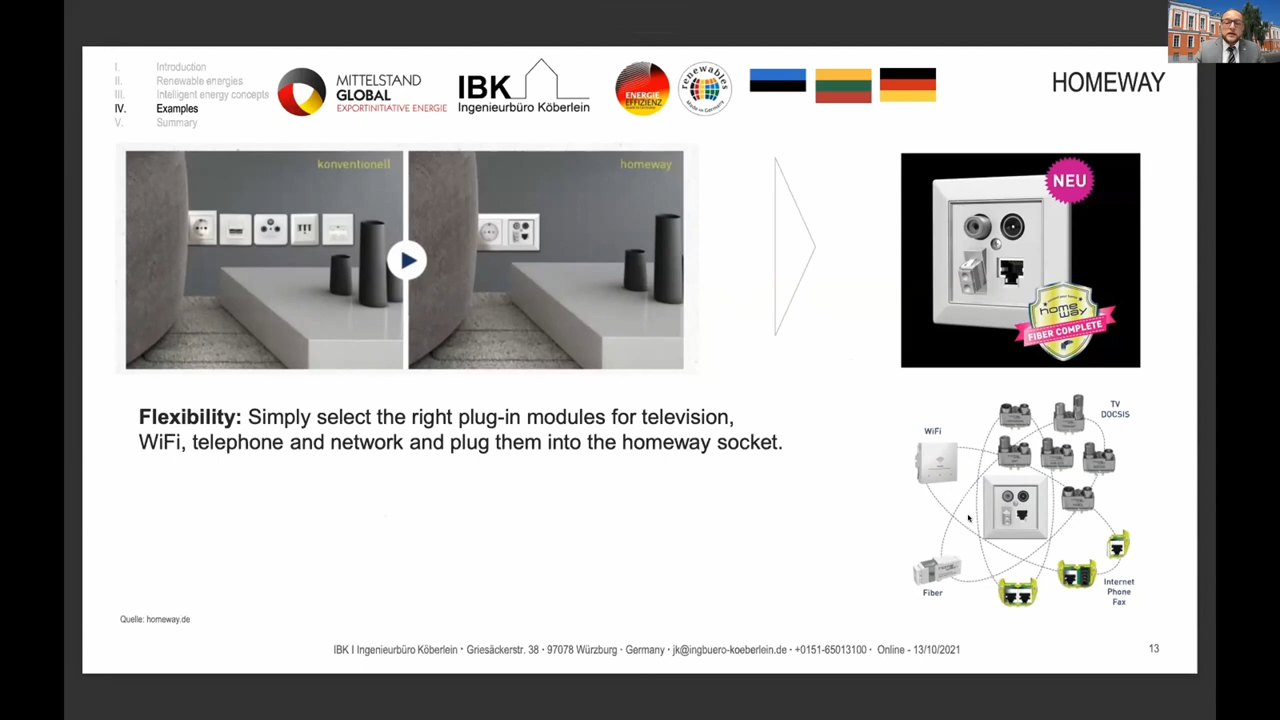 I. Introduction
II. Renewable energies
III. Intelligent energy concepts
IV. Examples
V. Summary
MITTELSTAND
GLOBAL
EXPORTINITIATIVE ENERGIE
IBK
Ingenieurbüro Köberlein
ENERGIE
EFFIZIENZ
renewables
Made in Germany
HOMEWAY
konventionell
homeway
NEU
home
way
FIBER COMPLETE
Flexibility: Simply select the right plug-in modules for television,
WiFi, telephone and network and plug them into the homeway socket.
TV
DOCSIS
WiFi
Fiber
Internet
Phone
Fax
Quelle: homeway.de
IBK I Ingenieurbüro Köberlein · Griesäckerstr. 38 · 97078 Würzburg · Germany · jk@ingbuero-koeberlein.de · +0151-65013100 · Online - 13/10/2021
13